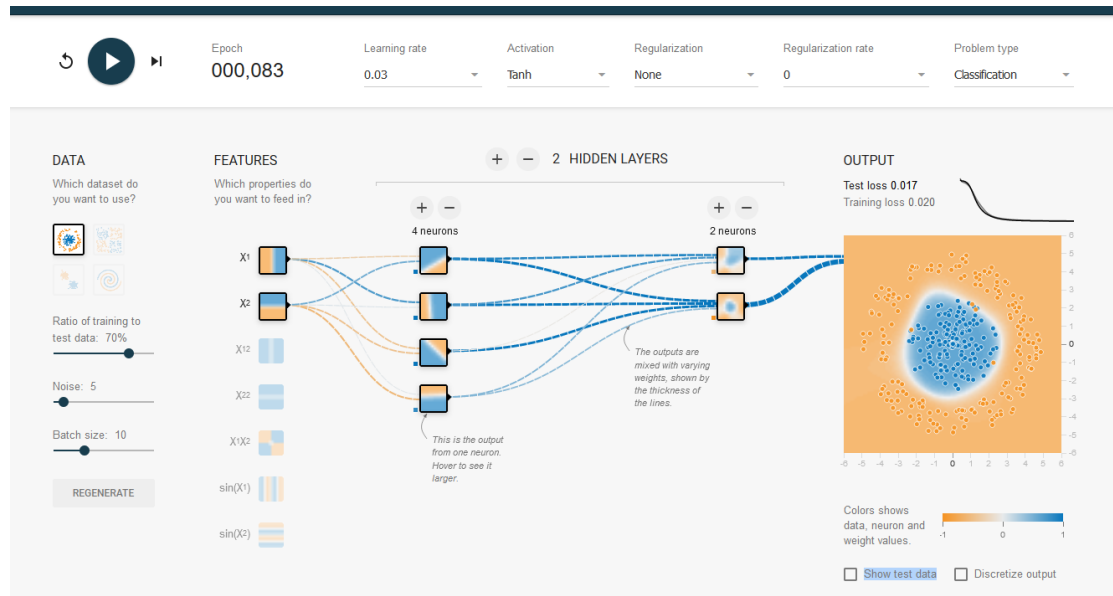 Epoch
000,083
Learning rate
0.03
Activation
Tanh
Regularization
None
Regularization rate
0
Problem type
Classification
DATA
Which dataset do
you want to use?
Ratio of training to
test data: 70%
Noise: 5
Batch size: 10
REGENERATE
FEATURES
Which properties do
you want to feed in?
X1
X2
X12
X22
X1X2
sin(X1)
sin(X2)
+ − 2 HIDDEN LAYERS
+ −
4 neurons
+ −
2 neurons
This is the output
from one neuron.
Hover to see it
larger.
The outputs are
mixed with varying
weights, shown by
the thickness of
the lines.
OUTPUT
Test loss 0.017
Training loss 0.020
6
5
4
3
2
1
0
-1
-2
-3
-4
-5
-6
-6 -5 -4 -3 -2 -1 0 1 2 3 4 5 6
Colors shows
data, neuron and
weight values.
-1 0 1
Show test data
Discretize output